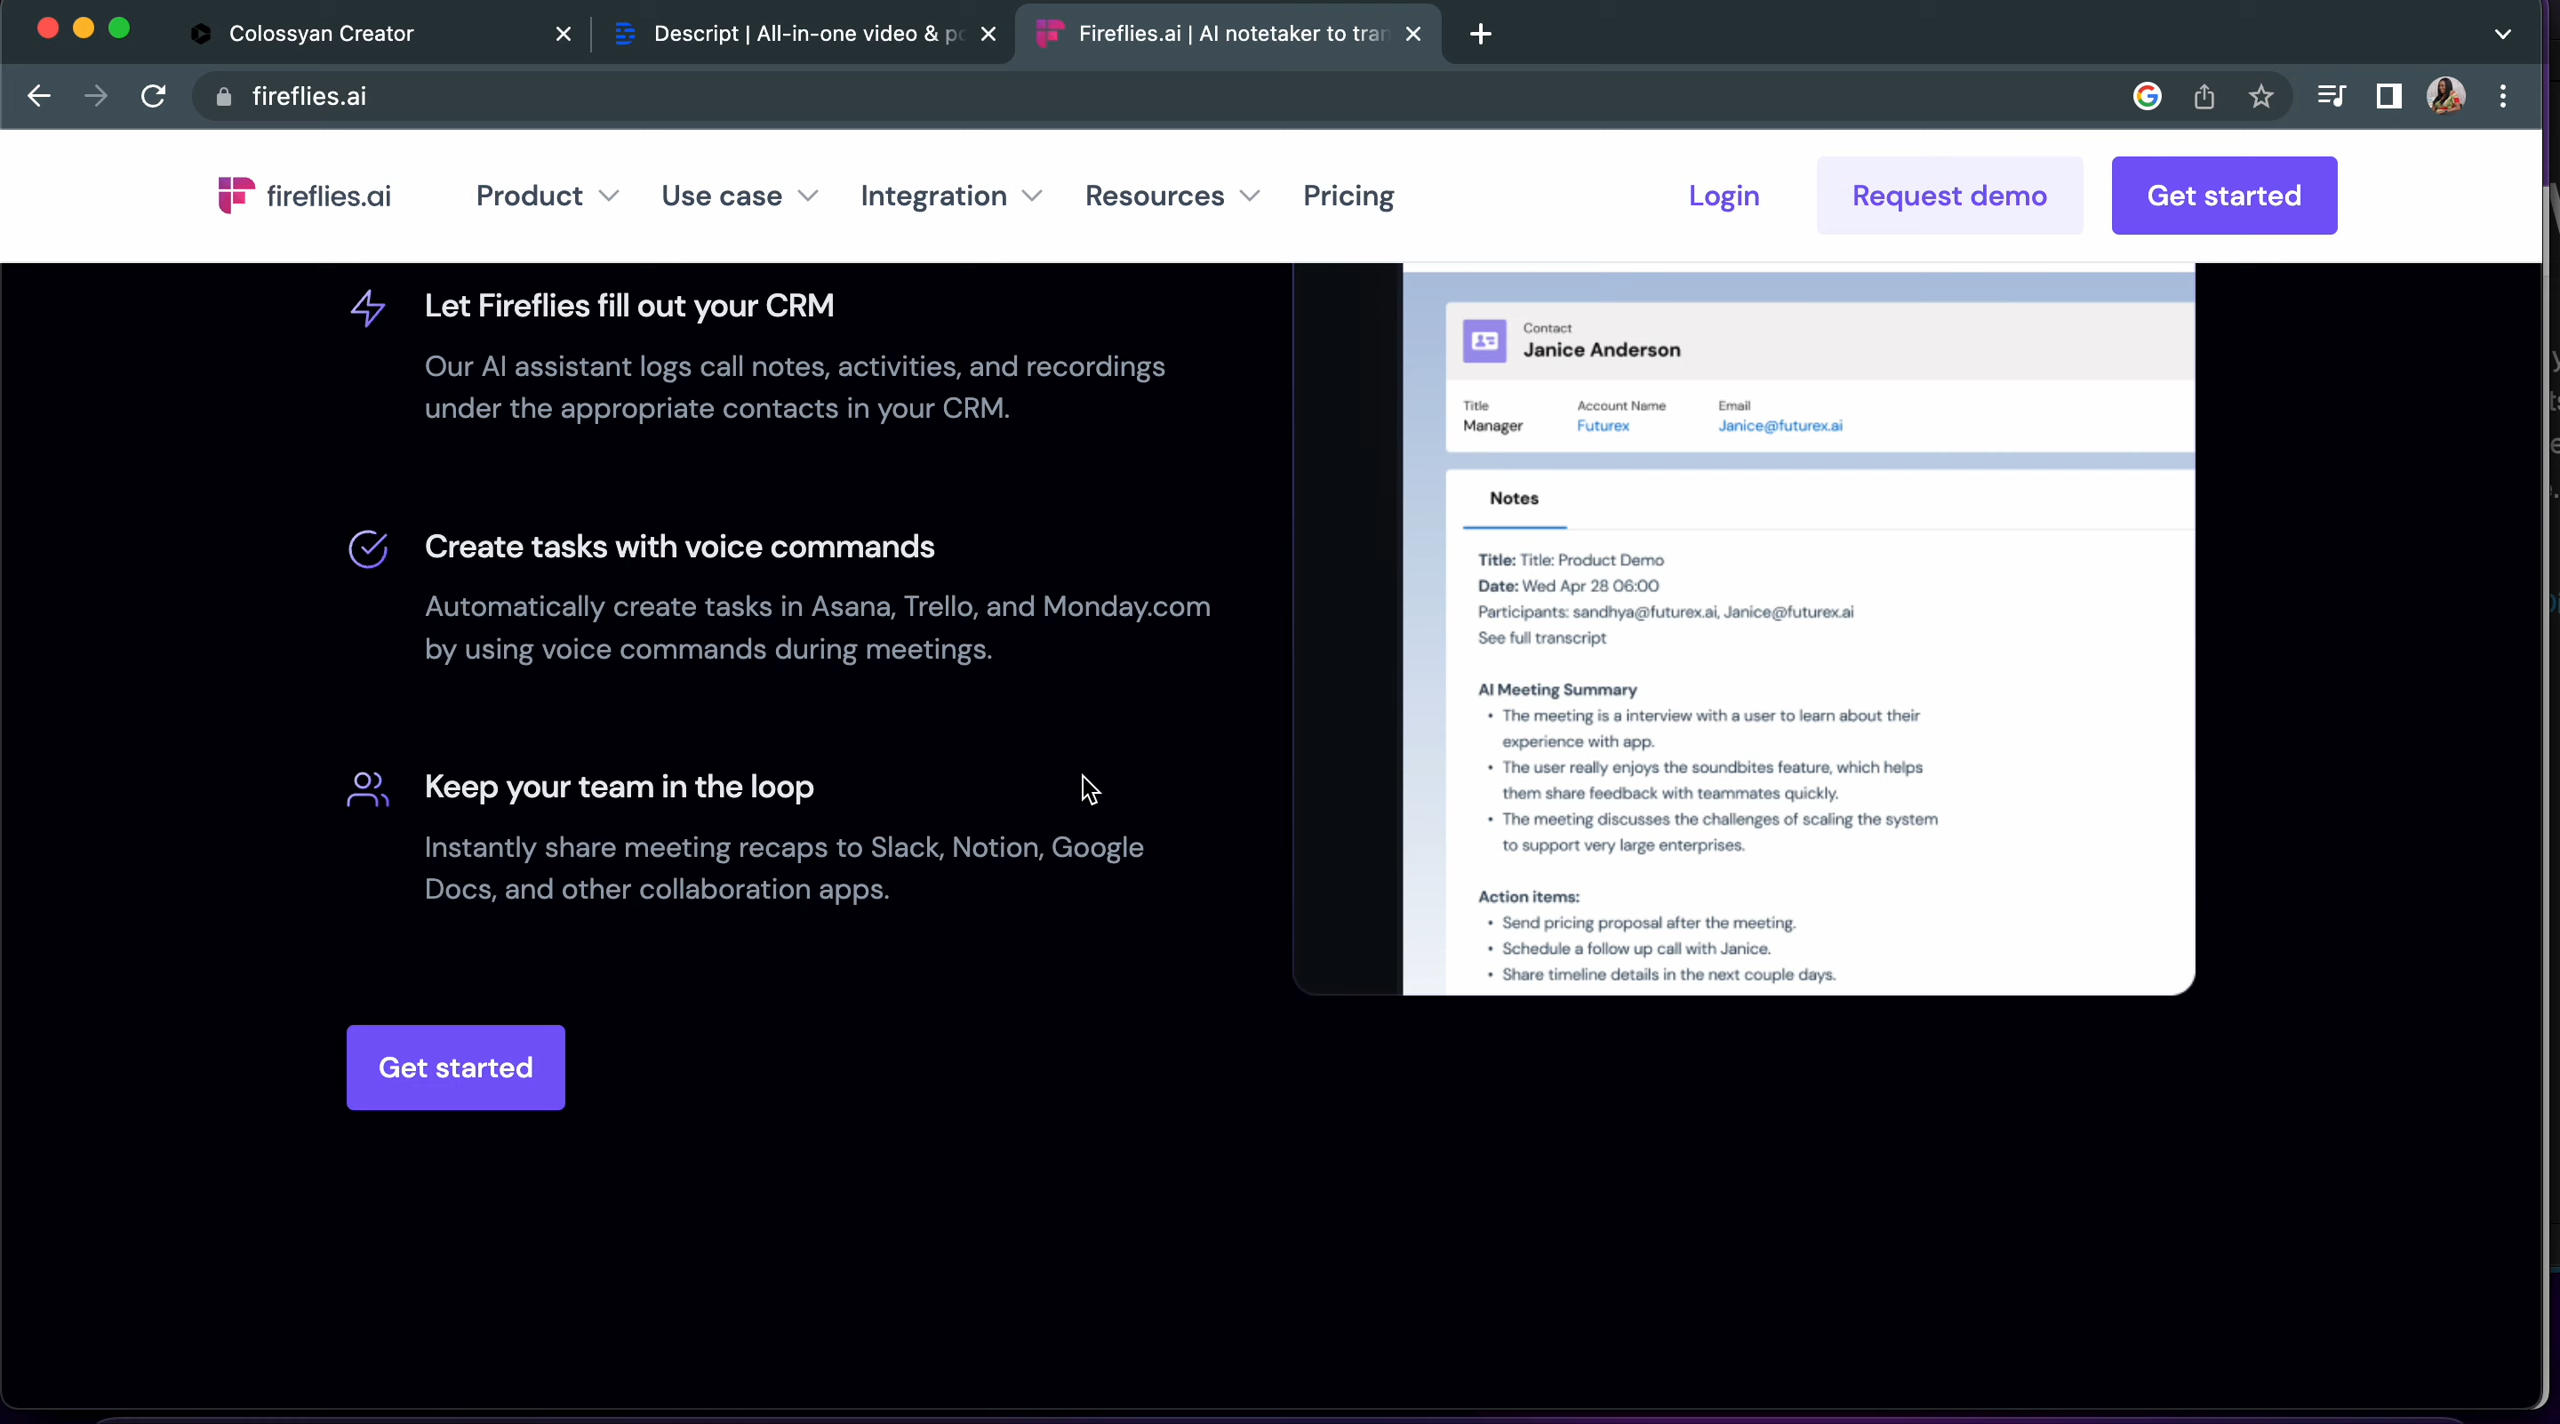 Colossyan Creator
Descript | All-in-one video & po
Fireflies.ai | AI notetaker to tran
fireflies.ai
fireflies.ai
Product
Use case
Integration
Resources
Pricing
Login
Request demo
Get started
Let Fireflies fill out your CRM
Our AI assistant logs call notes, activities, and recordings
under the appropriate contacts in your CRM.
Create tasks with voice commands
Automatically create tasks in Asana, Trello, and Monday.com
by using voice commands during meetings.
Keep your team in the loop
Instantly share meeting recaps to Slack, Notion, Google
Docs, and other collaboration apps.
Get started
Contact
Janice Anderson
Title
Account Name
Email
Manager
Futurex
Janice@futurex.ai
Notes
Title: Title: Product Demo
Date: Wed Apr 28 06:00
Participants: sandhya@futurex.ai, Janice@futurex.ai
See full transcript
AI Meeting Summary
• The meeting is a interview with a user to learn about their
experience with app.
• The user really enjoys the soundbites feature, which helps
them share feedback with teammates quickly.
• The meeting discusses the challenges of scaling the system
to support very large enterprises.
Action items:
• Send pricing proposal after the meeting.
• Schedule a follow up call with Janice.
• Share timeline details in the next couple days.